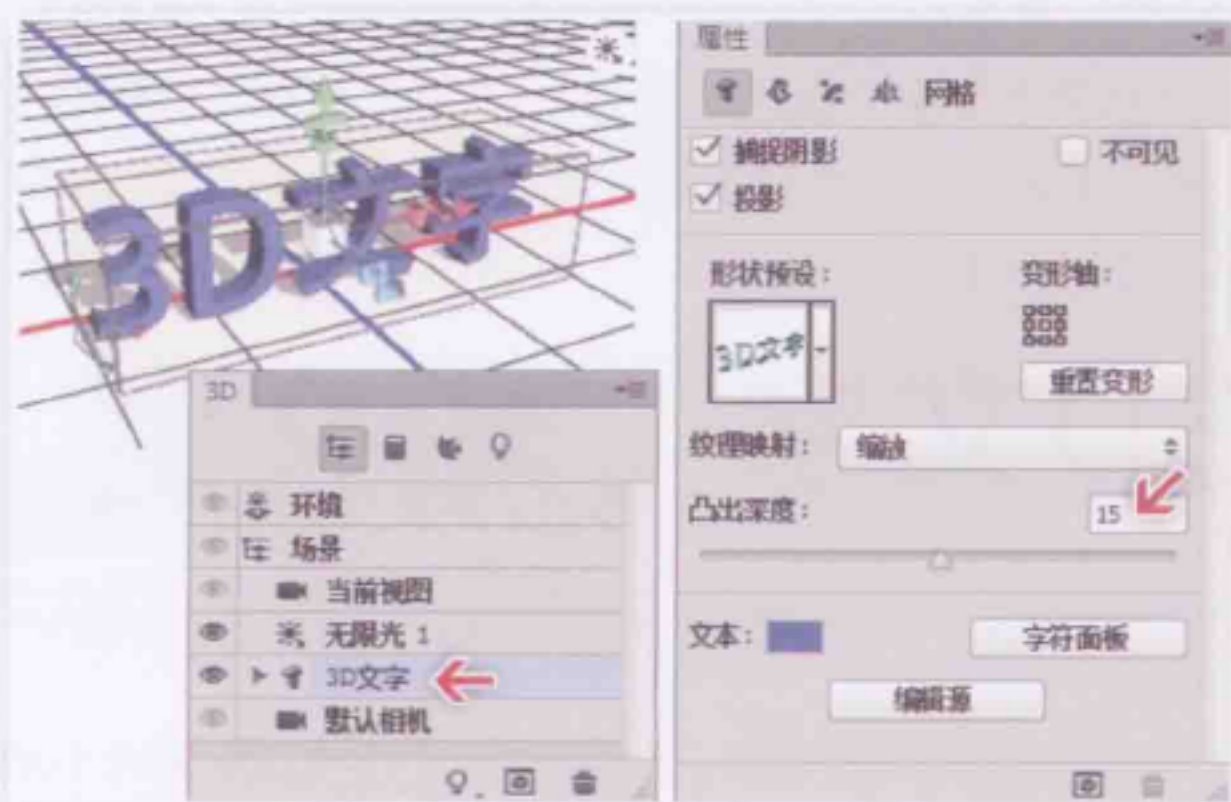 3D文字
3D
环境
场景
当前视图
无限光 1
3D文字
默认相机
属性
网格
捕捉阴影
不可见
投影
形状预设：
变形轴：
3D文字
重置变形
纹理映射：
缩放
凸出深度：
15
文本：
字符面板
编辑源